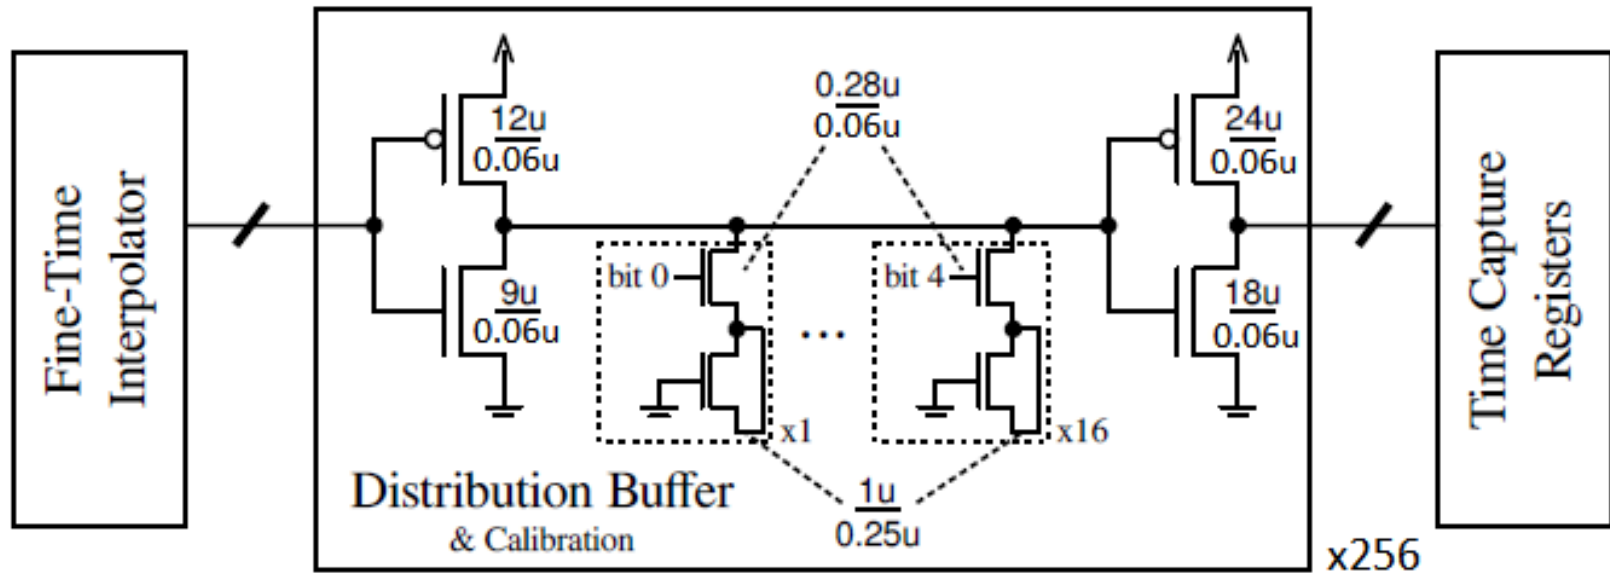 Fine-Time
Interpolator
12u
0.06u
9u
0.06u
0.28u
0.06u
bit 0
x1
...
bit 4
x16
1u
0.25u
24u
0.06u
18u
0.06u
Distribution Buffer
& Calibration
x256
Time Capture
Registers